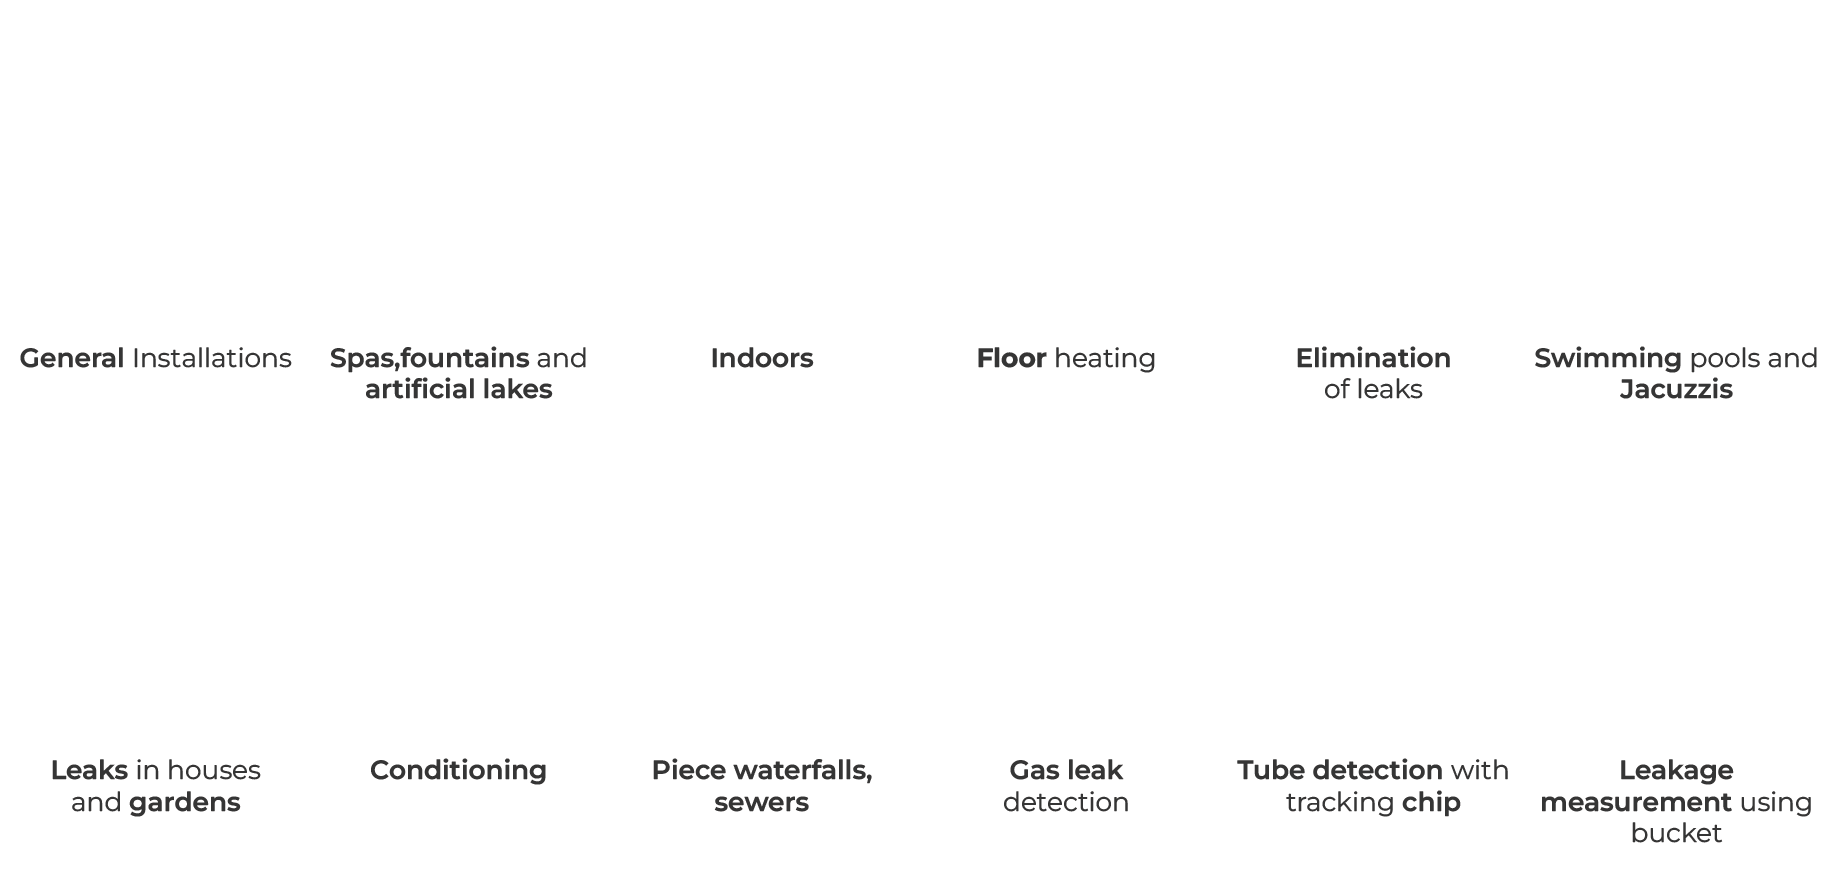 General Installations
Spas,fountains and
artificial lakes
Indoors
Floor heating
Elimination
of leaks
Swimming pools and
Jacuzzis
Leaks in houses
and gardens
Conditioning
Piece waterfalls,
sewers
Gas leak
detection
Tube detection with
tracking chip
Leakage
measurement using
bucket